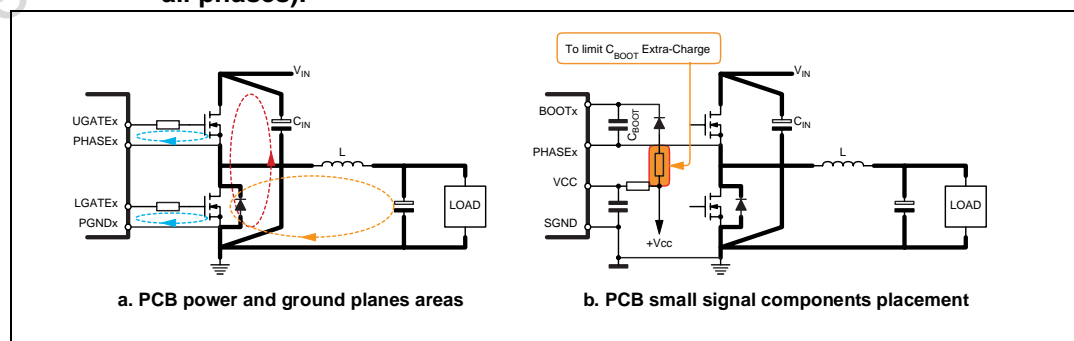 all phases).
To limit CBOOT Extra-Charge
VIN
UGATEx
PHASEx
CIN
L
LGATEx
PGNDx
LOAD
a. PCB power and ground planes areas
VIN
BOOTx
CBOOT
CIN
PHASEx
L
VCC
LOAD
SGND
+Vcc
b. PCB small signal components placement